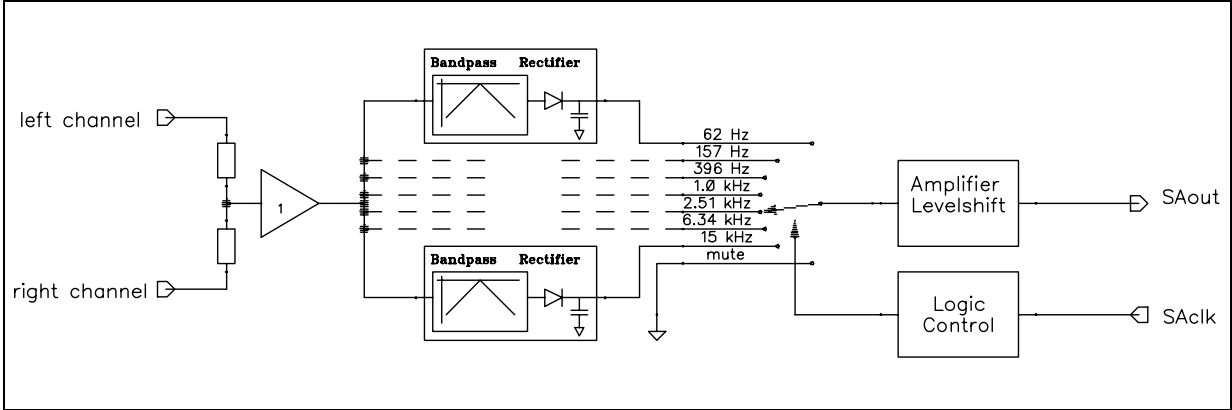 Bandpass Rectifier
left channel
62 Hz
157 Hz
396 Hz
1.0 kHz
2.51 kHz
6.34 kHz
15 kHz
mute
1
Amplifier
Levelshift
SAout
Bandpass Rectifier
right channel
Logic
Control
SAclk